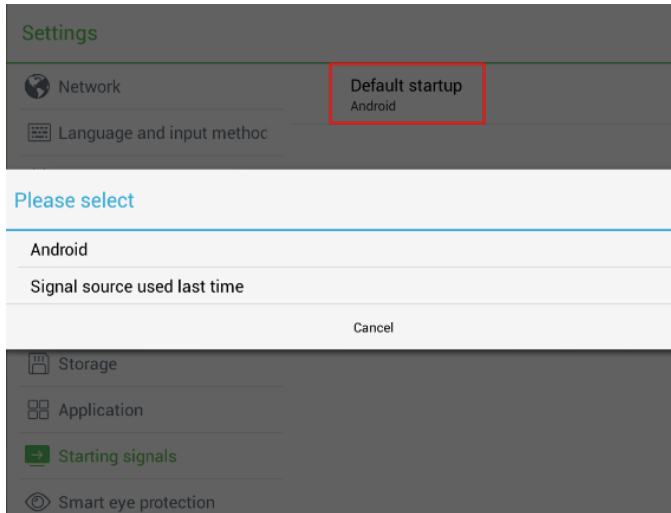 Settings
Network
Default startup
Android
Language and input method
Please select
Android
Signal source used last time
Cancel
Storage
Application
Starting signals
Smart eye protection